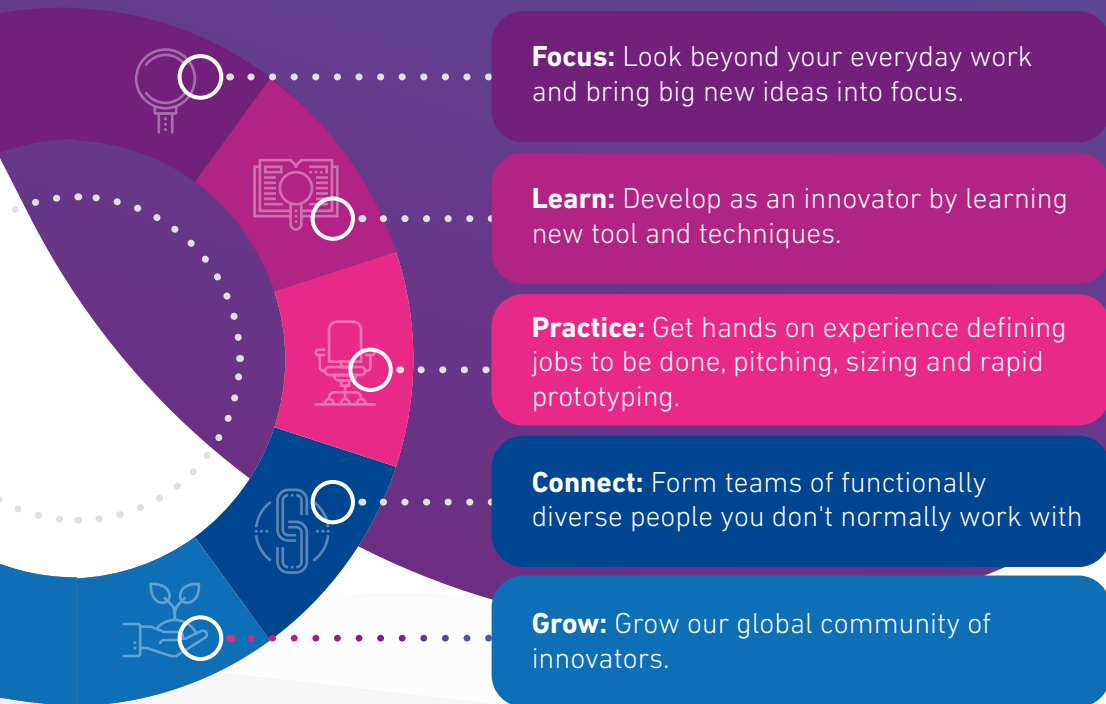 Focus: Look beyond your everyday work
and bring big new ideas into focus.
Learn: Develop as an innovator by learning
new tool and techniques.
Practice: Get hands on experience defining
jobs to be done, pitching, sizing and rapid
prototyping.
Connect: Form teams of functionally
diverse people you don't normally work with
Grow: Grow our global community of
innovators.